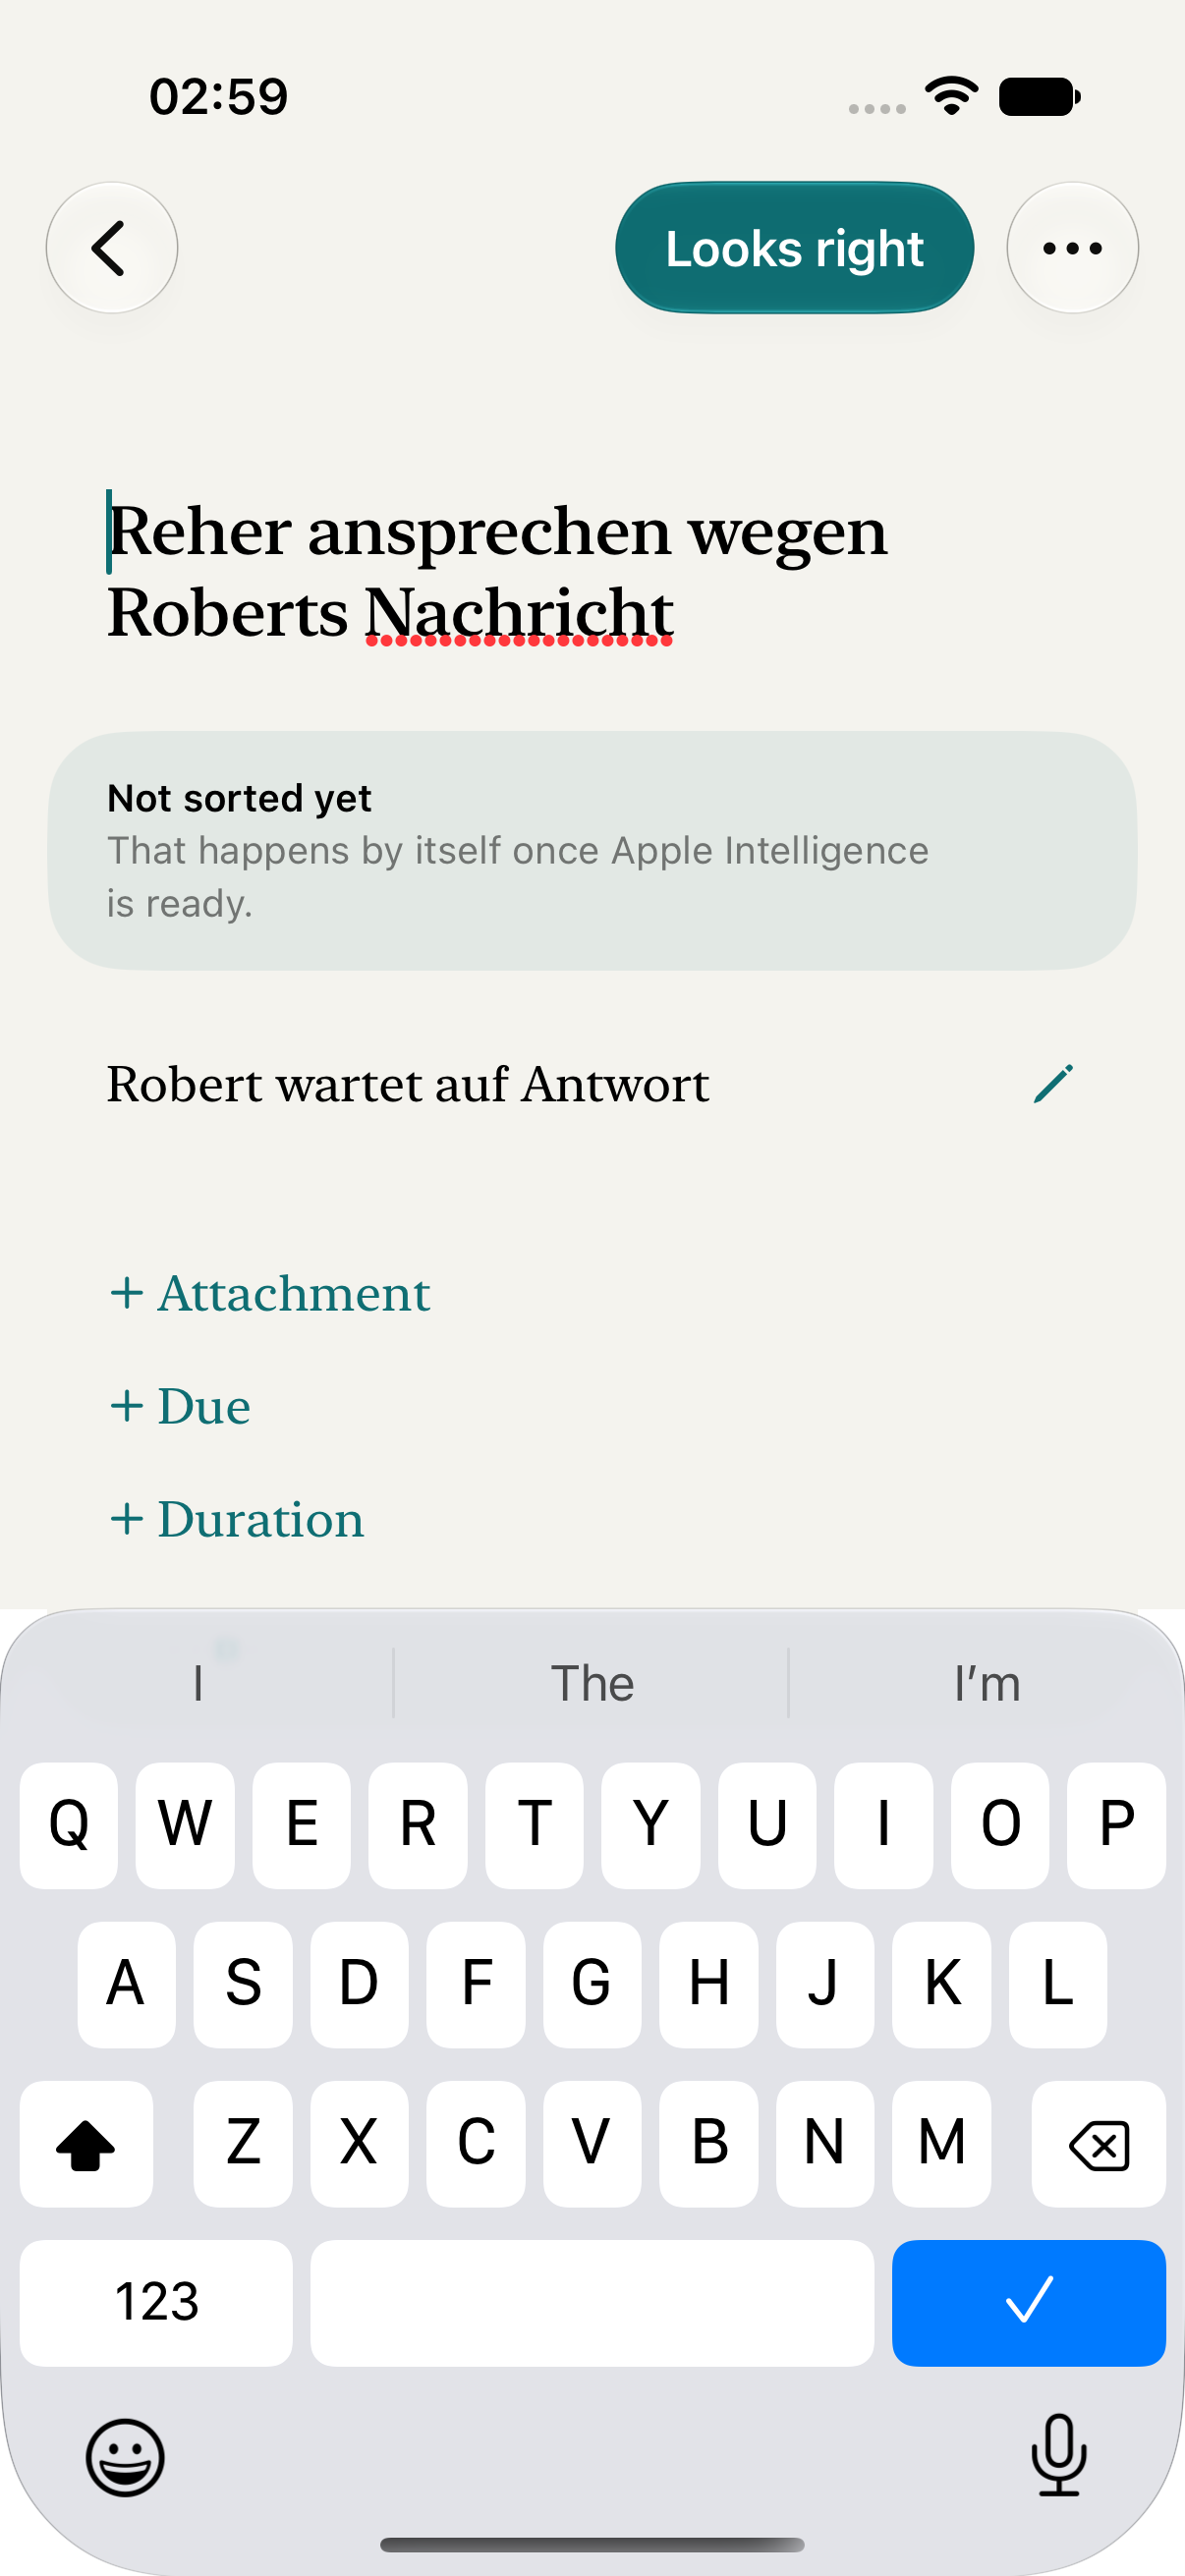 02:59
Looks right
Reher ansprechen wegen
Roberts Nachricht
Not sorted yet
That happens by itself once Apple Intelligence
is ready.
Robert wartet auf Antwort
+ Attachment
+ Due
+ Duration
I The I’m
Q W E R T Y U I O P
A S D F G H J K L
Z X C V B N M
123